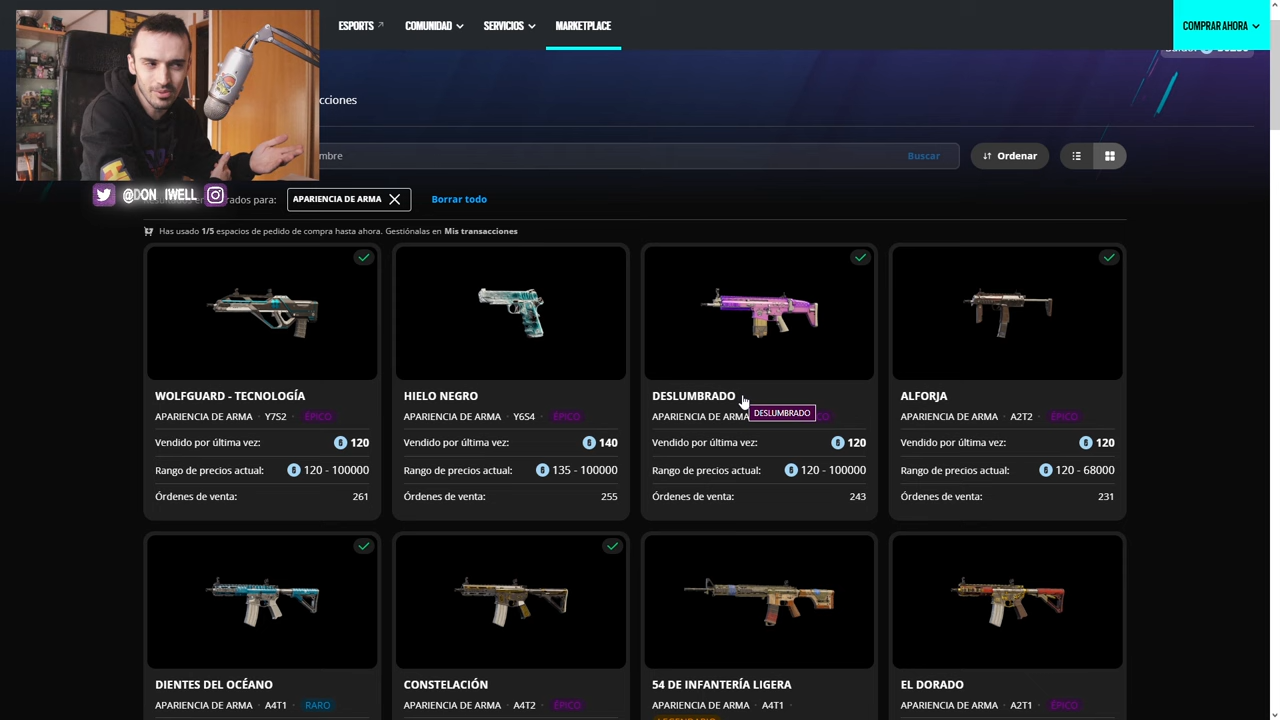 ESPORTS COMUNIDAD SERVICIOS MARKETPLACE COMPRAR AHORA
cciones
mbre Buscar Ordenar
@DON IWELL
rados para: APARIENCIA DE ARMA Borrar todo
Has usado 1/5 espacios de pedido de compra hasta ahora. Gestiónalas en Mis transacciones
WOLFGUARD - TECNOLOGÍA
APARIENCIA DE ARMA · Y7S2 · ÉPICO
Vendido por última vez: 120
Rango de precios actual: 120 - 100000
Órdenes de venta: 261
HIELO NEGRO
APARIENCIA DE ARMA · Y6S4 · ÉPICO
Vendido por última vez: 140
Rango de precios actual: 135 - 100000
Órdenes de venta: 255
DESLUMBRADO
APARIENCIA DE ARMA
DESLUMBRADO
Vendido por última vez: 120
Rango de precios actual: 120 - 100000
Órdenes de venta: 243
ALFORJA
APARIENCIA DE ARMA · A2T2 · ÉPICO
Vendido por última vez: 120
Rango de precios actual: 120 - 68000
Órdenes de venta: 231
DIENTES DEL OCÉANO
APARIENCIA DE ARMA · A4T1 · RARO
CONSTELACIÓN
APARIENCIA DE ARMA · A4T2 · ÉPICO
54 DE INFANTERÍA LIGERA
APARIENCIA DE ARMA · A4T1 ·
EL DORADO
APARIENCIA DE ARMA · A2T1 · ÉPICO